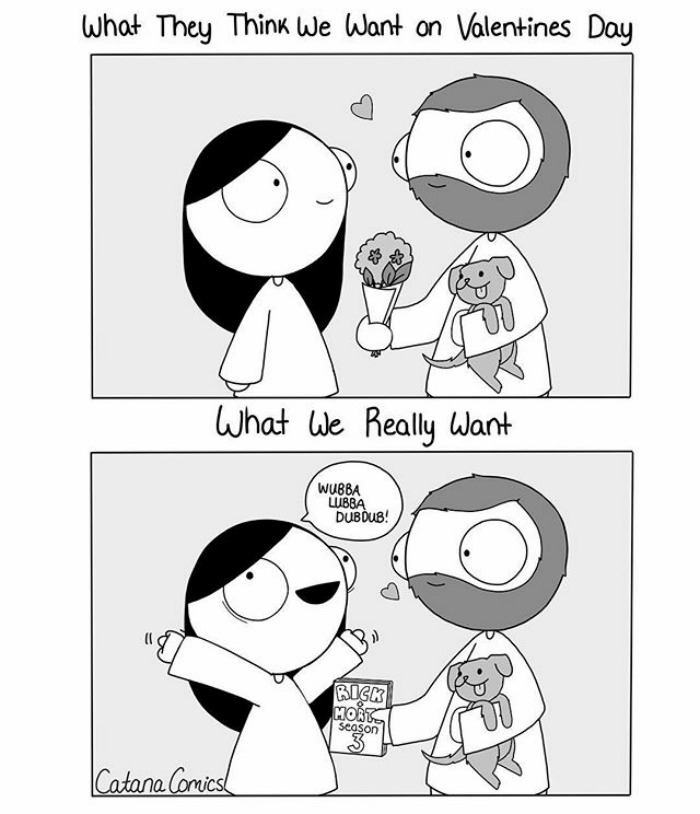 What They Think We Want on Valentines Day
What We Really Want
WUBBA
LUBBA
DUBDUB!
RICK
&
MORTY
season
3
Catana Comics